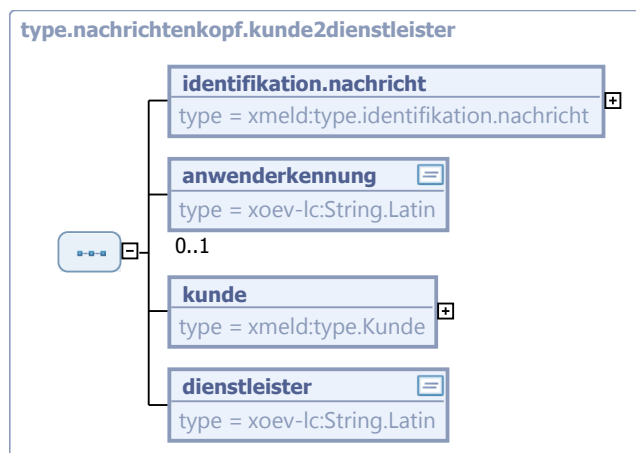 type.nachrichtenkopf.kunde2dienstleister
identifikation.nachricht
type = xmeld:type.identifikation.nachricht
anwenderkennung
type = xoev-lc:String.Latin
0..1
kunde
type = xmeld:type.Kunde
dienstleister
type = xoev-lc:String.Latin